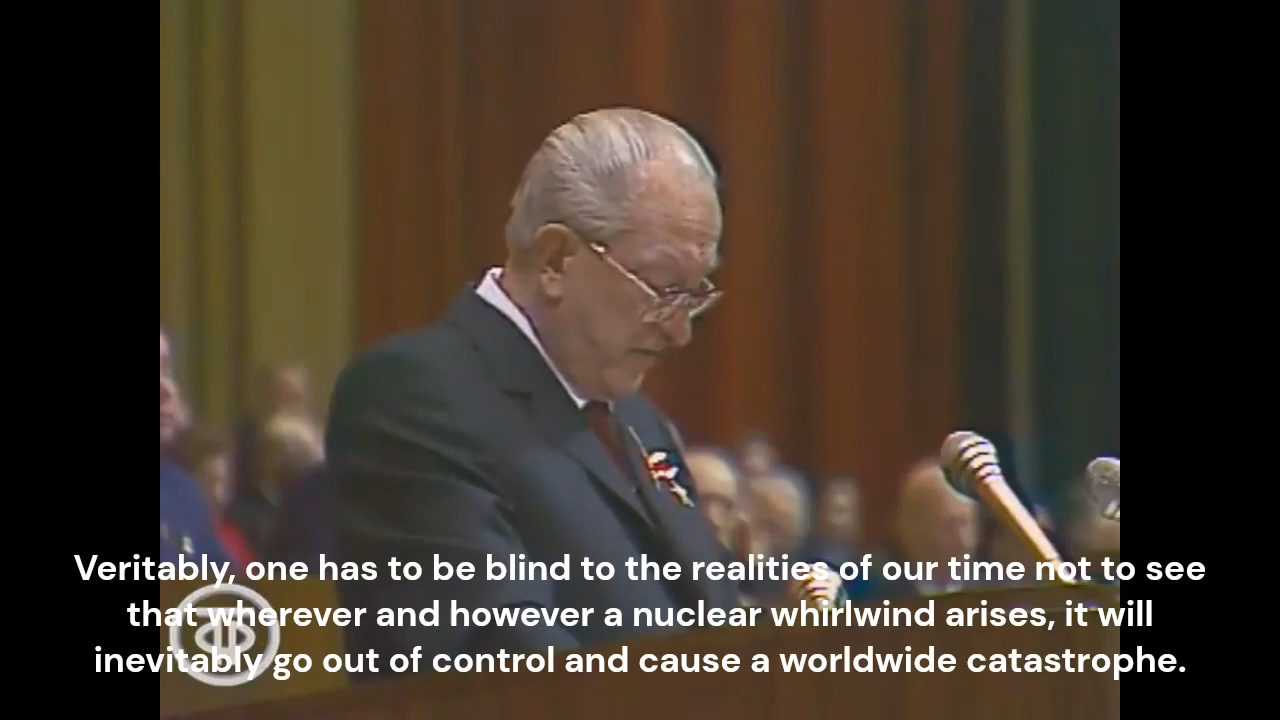 Veritably, one has to be blind to the realities of our time not to see
that wherever and however a nuclear whirlwind arises, it will
inevitably go out of control and cause a worldwide catastrophe.